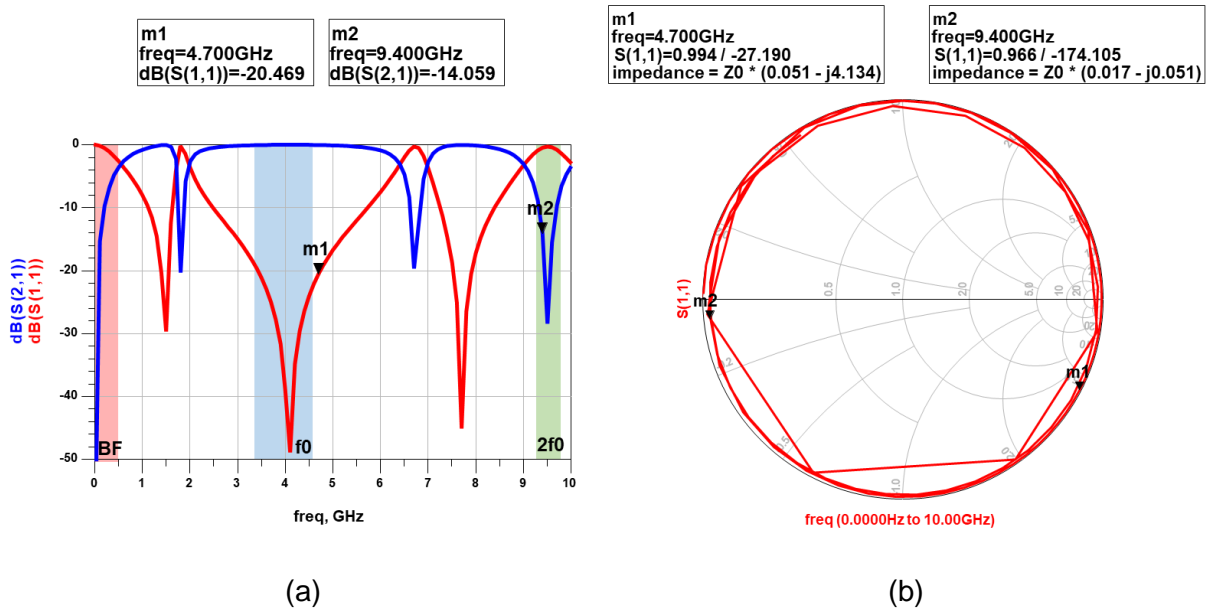 m1
freq=4.700GHz
dB(S(1,1))=-20.469
m2
freq=9.400GHz
dB(S(2,1))=-14.059
m1
freq=4.700GHz
S(1,1)=0.994 / -27.190
impedance = Z0 * (0.051 - j4.134)
m2
freq=9.400GHz
S(1,1)=0.966 / -174.105
impedance = Z0 * (0.017 - j0.051)
dB(S(2,1))
dB(S(1,1))
0
-10
-20
-30
-40
-50
m1
m2
BF
f0
2f0
0 1 2 3 4 5 6 7 8 9 10
freq, GHz
S(1,1)
m2
m1
0.5
1.0
2.0
5.0
10
20
freq (0.0000Hz to 10.00GHz)
(a)
(b)